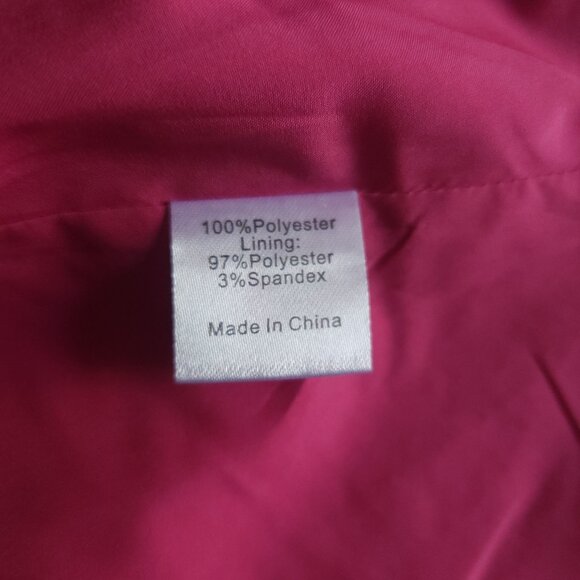 100%Polyester
Lining:
97%Polyester
3%Spandex
Made In China